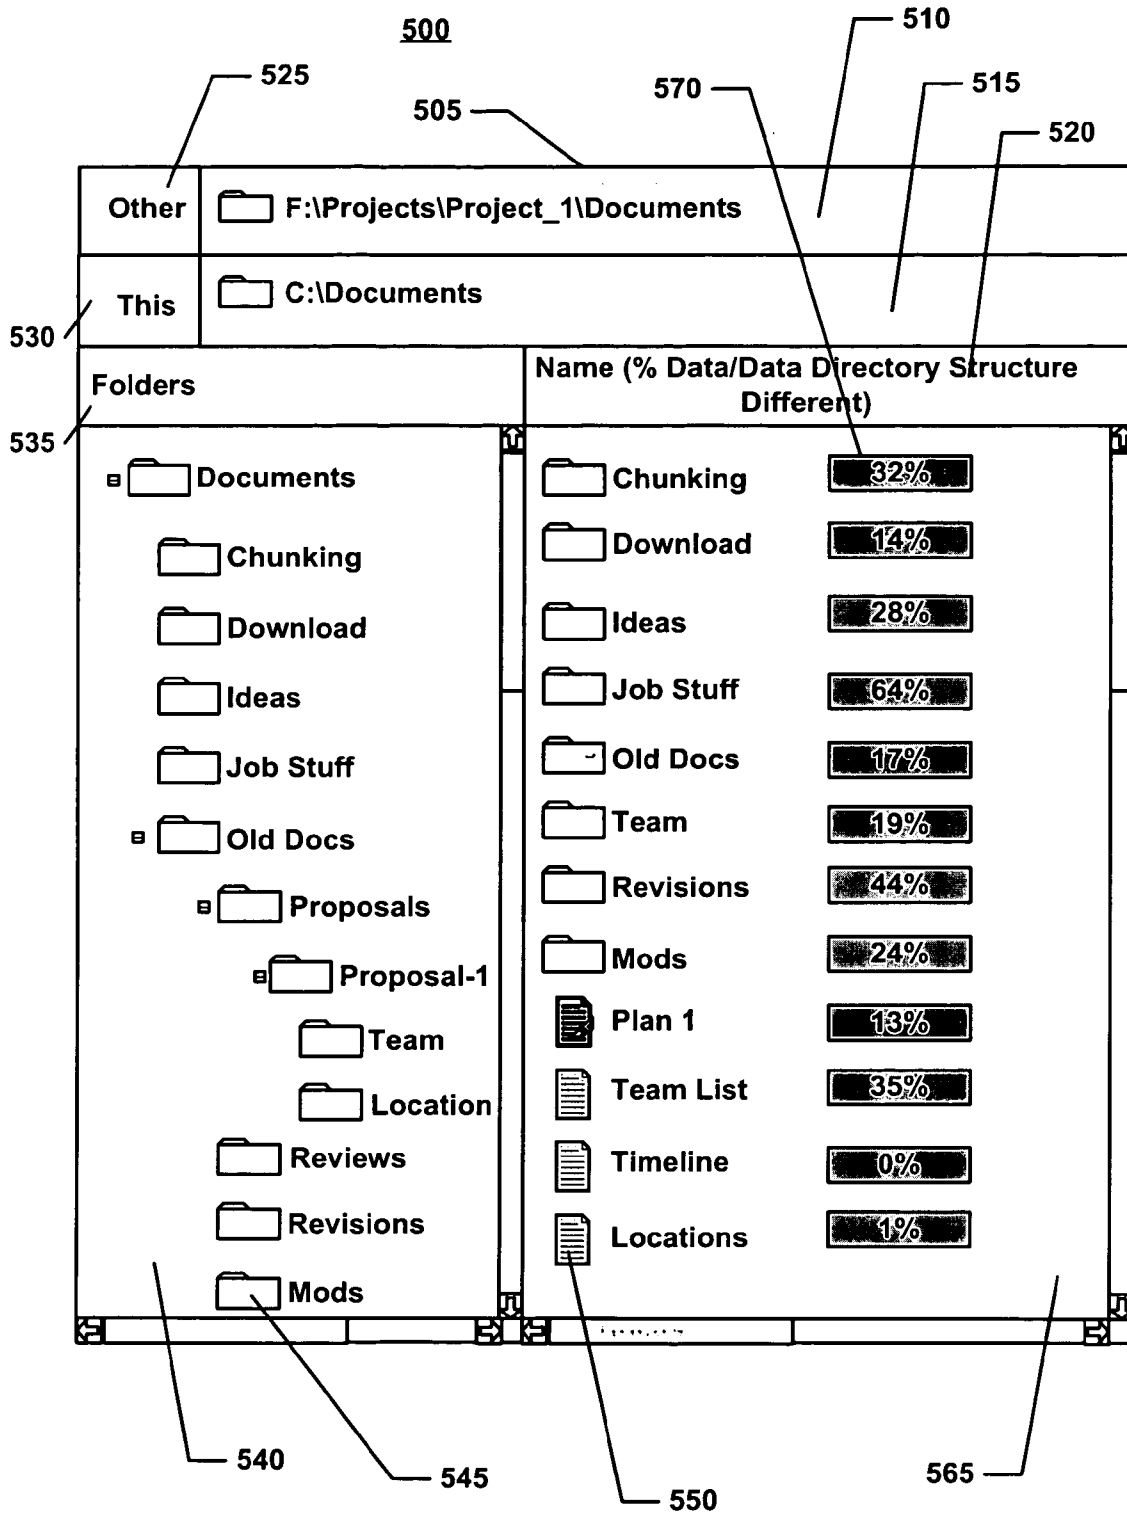 500
510
525
570
515
505
520
Other F:\Projects\Project_1\Documents
This C:\Documents
530
Folders
Name (% Data/Data Directory Structure
Different)
535
Documents
Chunking
Download
Ideas
Job Stuff
Old Docs
Proposals
Proposal-1
Team
Location
Reviews
Revisions
Mods
Chunking 32%
Download 14%
Ideas 28%
Job Stuff 64%
Old Docs 17%
Team 19%
Revisions 44%
Mods 24%
Plan 1 13%
Team List 35%
Timeline 0%
Locations 1%
540
545
550
565